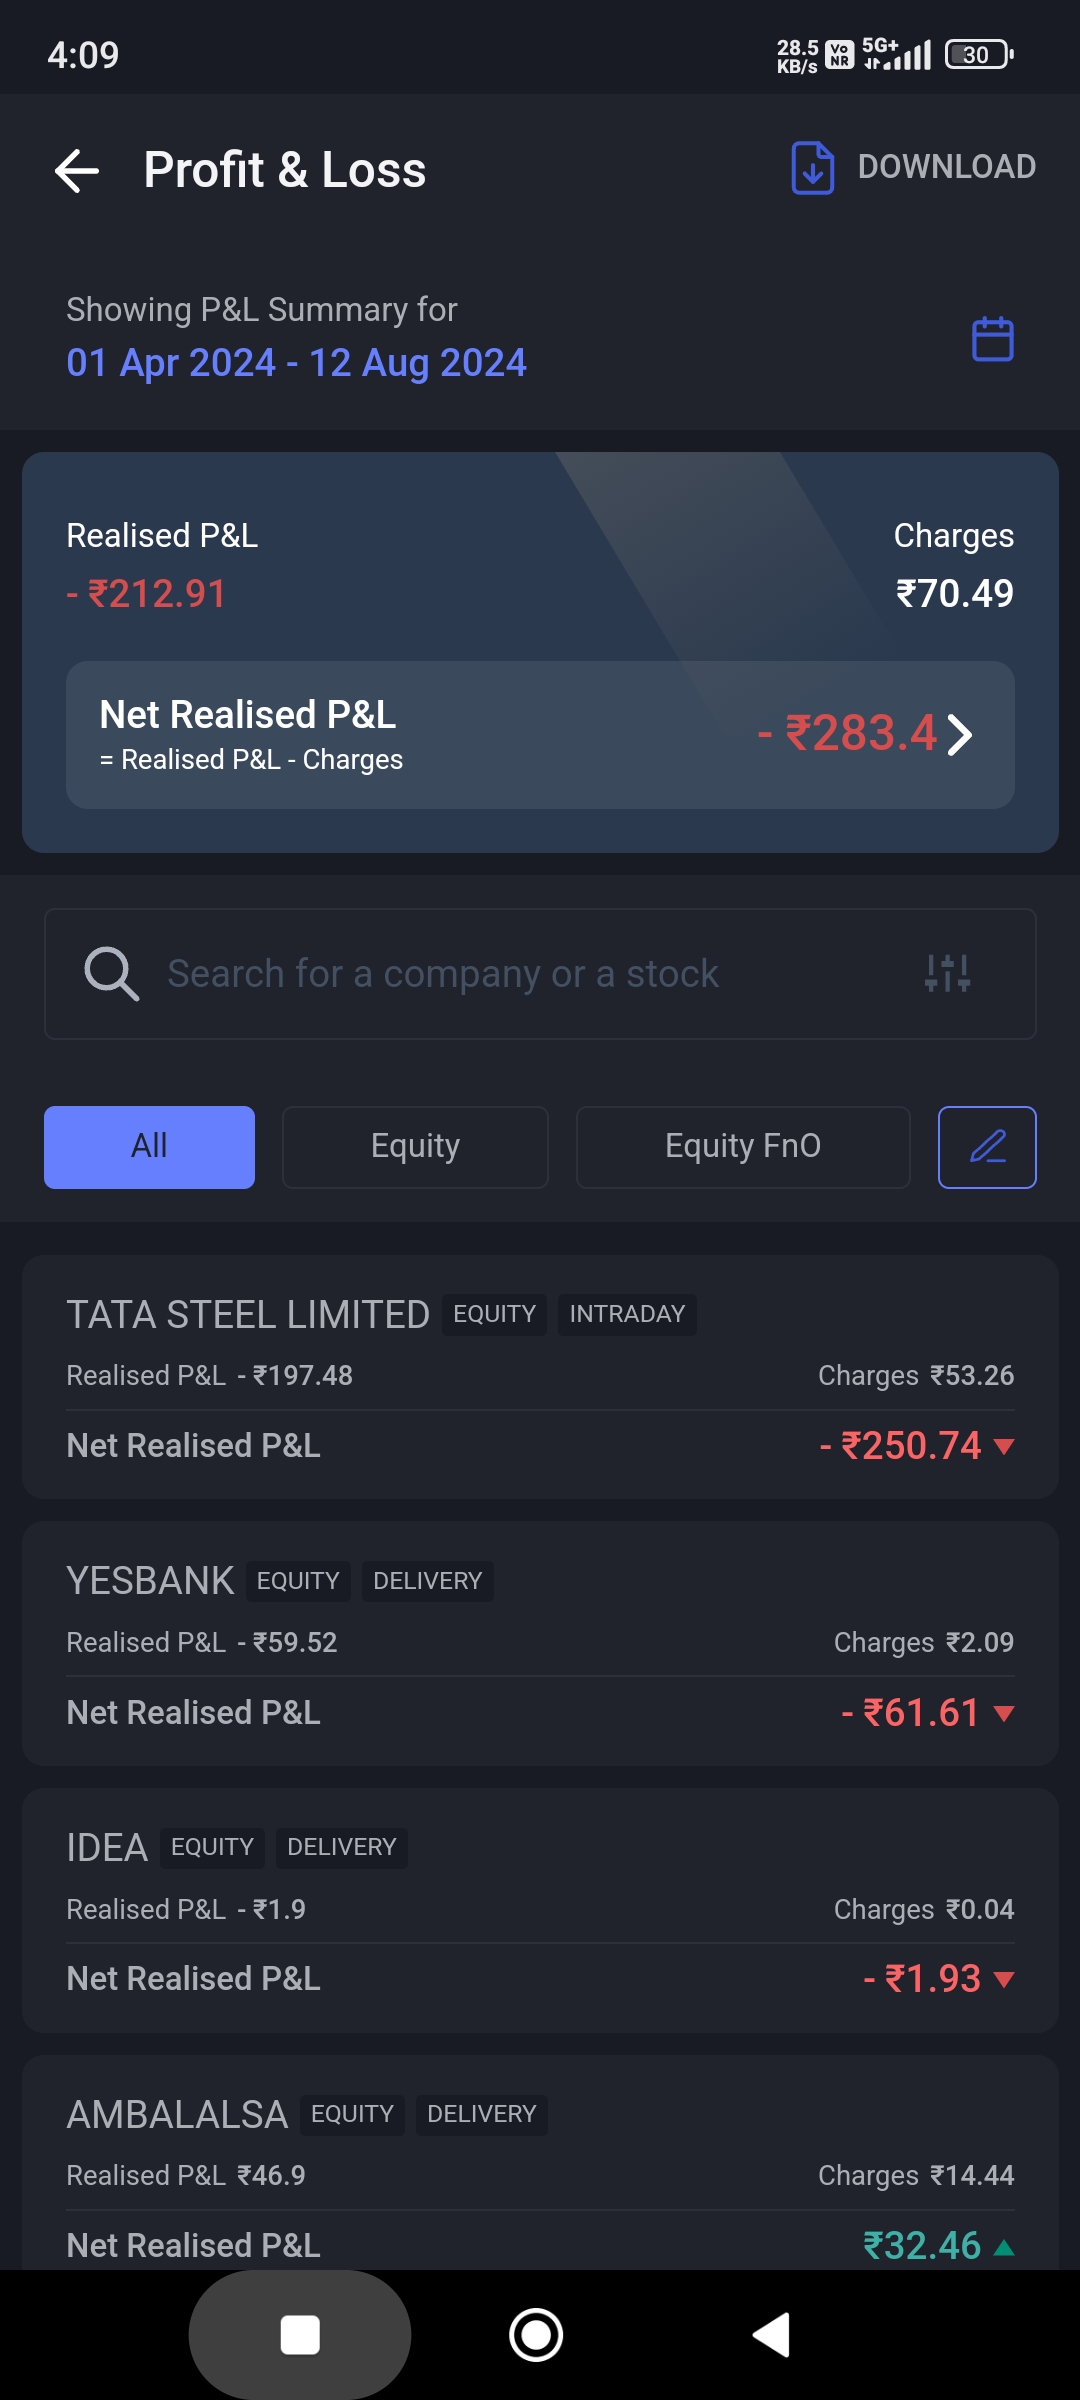 4:09
28.5 KB/s Vo NR 5G+ 30
Profit & Loss
DOWNLOAD
Showing P&L Summary for
01 Apr 2024 - 12 Aug 2024
Realised P&L Charges
- ₹212.91 ₹70.49
Net Realised P&L
= Realised P&L - Charges
- ₹283.4
Search for a company or a stock
All Equity Equity FnO
TATA STEEL LIMITED EQUITY INTRADAY
Realised P&L - ₹197.48 Charges ₹53.26
Net Realised P&L - ₹250.74
YESBANK EQUITY DELIVERY
Realised P&L - ₹59.52 Charges ₹2.09
Net Realised P&L - ₹61.61
IDEA EQUITY DELIVERY
Realised P&L - ₹1.9 Charges ₹0.04
Net Realised P&L - ₹1.93
AMBALALSA EQUITY DELIVERY
Realised P&L ₹46.9 Charges ₹14.44
Net Realised P&L ₹32.46